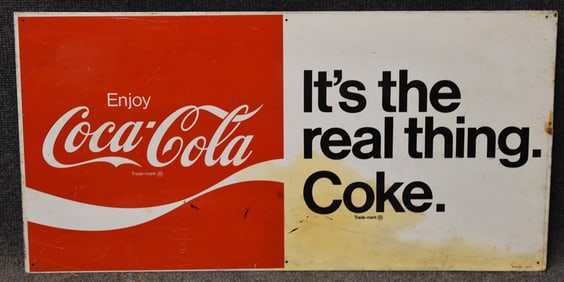 Enjoy
Coca-Cola
Trade-mark ®
It's the
real thing.
Coke.
Trade-mark ®